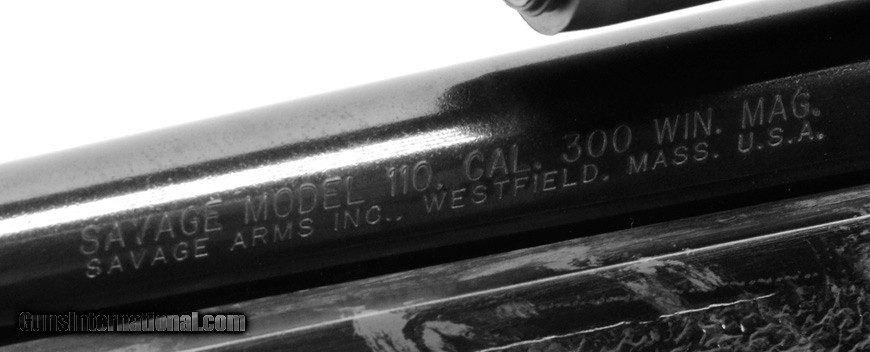 SAVAGE MODEL 110. CAL. 300 WIN. MAG.
SAVAGE ARMS INC., WESTFIELD. MASS. U.S.A.
GunsInternational.com